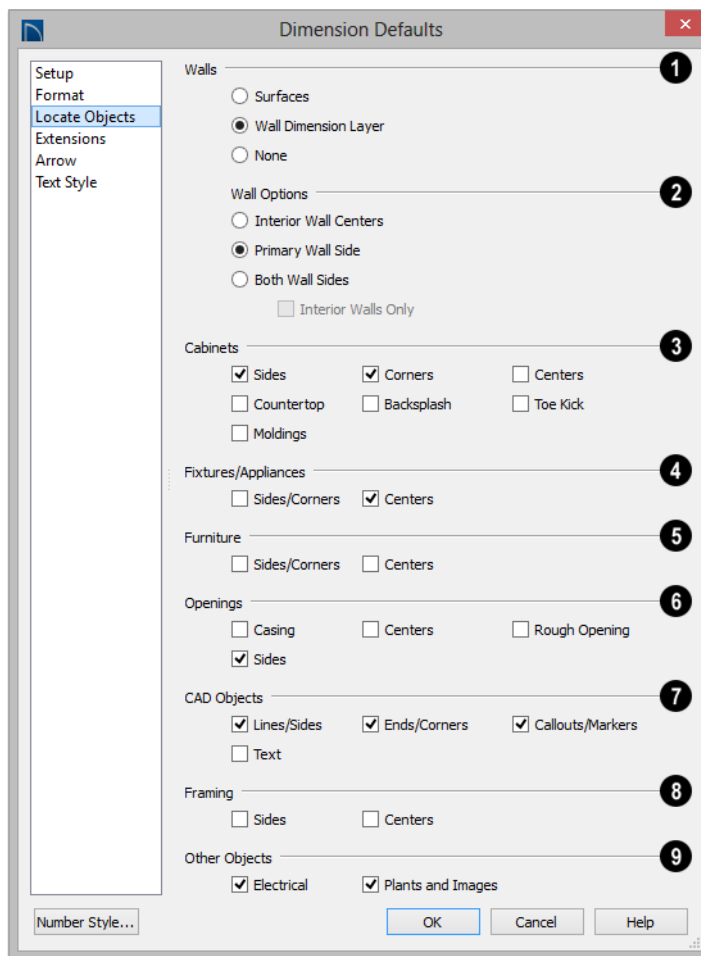 Dimension Defaults
Setup
Format
Locate Objects
Extensions
Arrow
Text Style
Walls 1
Surfaces
Wall Dimension Layer
None
Wall Options 2
Interior Wall Centers
Primary Wall Side
Both Wall Sides
Interior Walls Only
Cabinets 3
Sides Corners Centers
Countertop Backsplash Toe Kick
Moldings
Fixtures/Appliances 4
Sides/Corners Centers
Furniture 5
Sides/Corners Centers
Openings 6
Casing Centers Rough Opening
Sides
CAD Objects 7
Lines/Sides Ends/Corners Callouts/Markers
Text
Framing 8
Sides Centers
Other Objects 9
Electrical Plants and Images
Number Style... OK Cancel Help